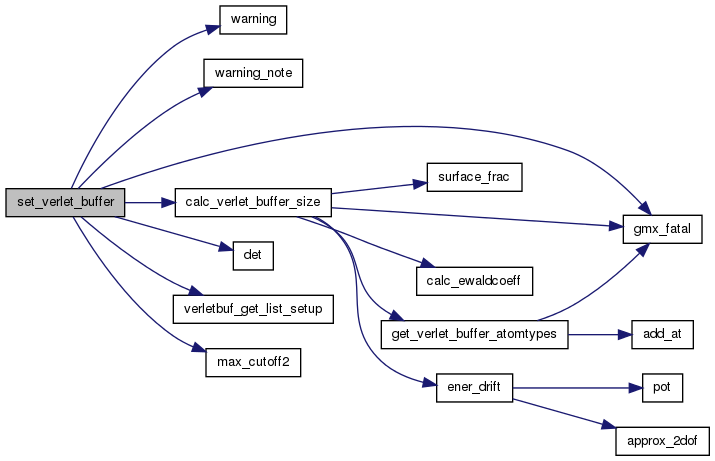 warning
warning_note
surface_frac
set_verlet_buffer
calc_verlet_buffer_size
gmx_fatal
det
calc_ewaldcoeff
verletbuf_get_list_setup
get_verlet_buffer_atomtypes
add_at
max_cutoff2
ener_drift
pot
approx_2dof